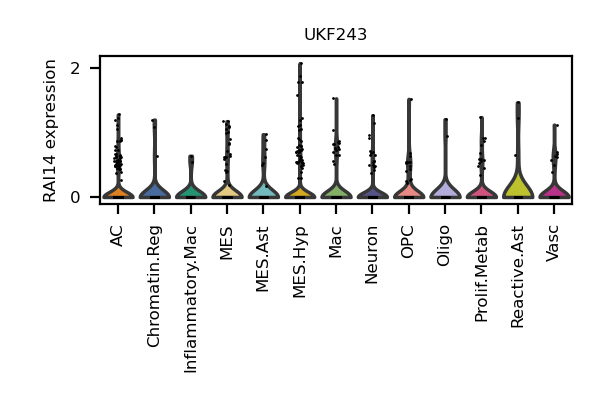 UKF243
RAI14 expression
2
0
AC
Chromatin.Reg
Inflammatory.Mac
MES
MES.Ast
MES.Hyp
Mac
Neuron
OPC
Oligo
Prolif.Metab
Reactive.Ast
Vasc